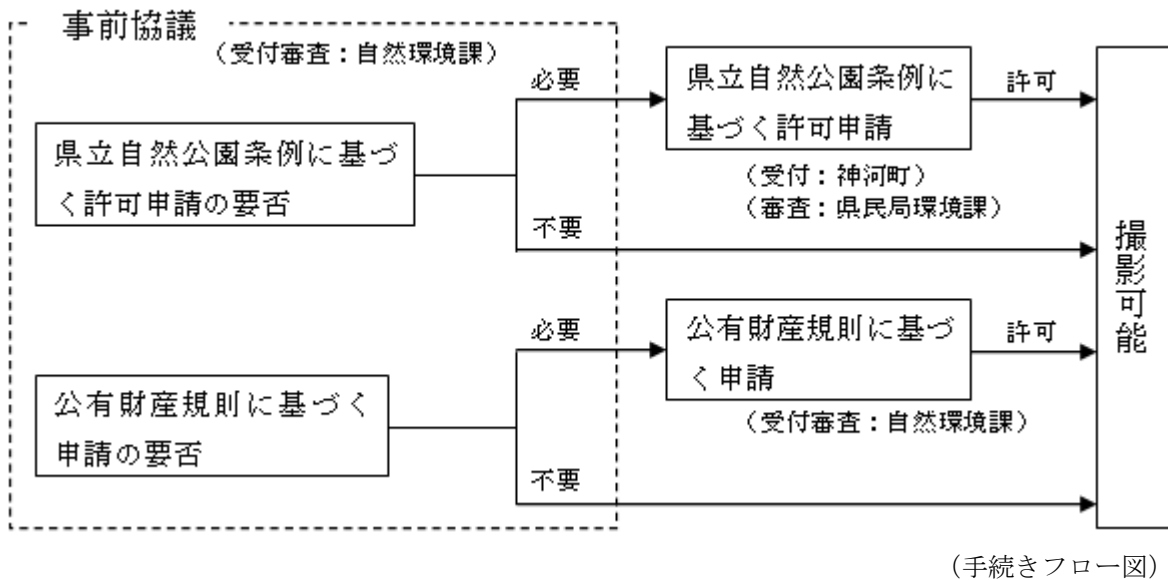 事前協議
(受付審査：自然環境課)
県立自然公園条例に基づ
く許可申請の要否
必要
県立自然公園条例に
基づく許可申請
(受付：神河町)
(審査：県民局環境課)
許可
不要
公有財産規則に基づく
申請の要否
必要
公有財産規則に基づ
く申請
(受付審査：自然環境課)
許可
不要
撮影可能
(手続きフロー図)